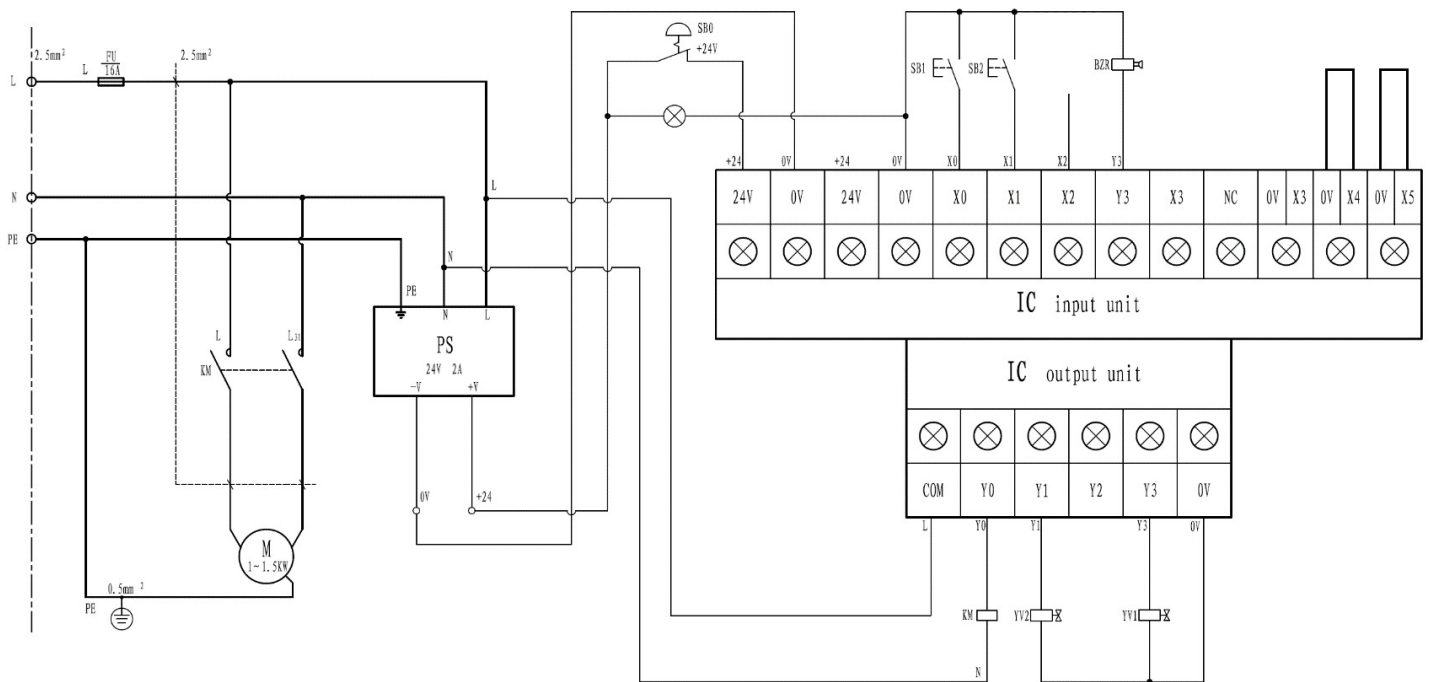 2.5mm²
FU
16A
L
2.5mm²
L
N
PE
SB0
+24V
SB1
SB2
BZR
+24
0V
+24
0V
X0
X1
X2
Y3
24V
0V
24V
0V
X0
X1
X2
Y3
X3
NC
0V
X3
0V
X4
0V
X5
IC input unit
L
N
PE
N
L
PS
24V 2A
-V
+V
0V
+24
L
L31
KM
M
1~1.5KW
0.5mm²
PE
IC output unit
COM
Y0
Y1
Y2
Y3
0V
L
Y0
Y1
Y3
0V
KM
YV2
YV1
N